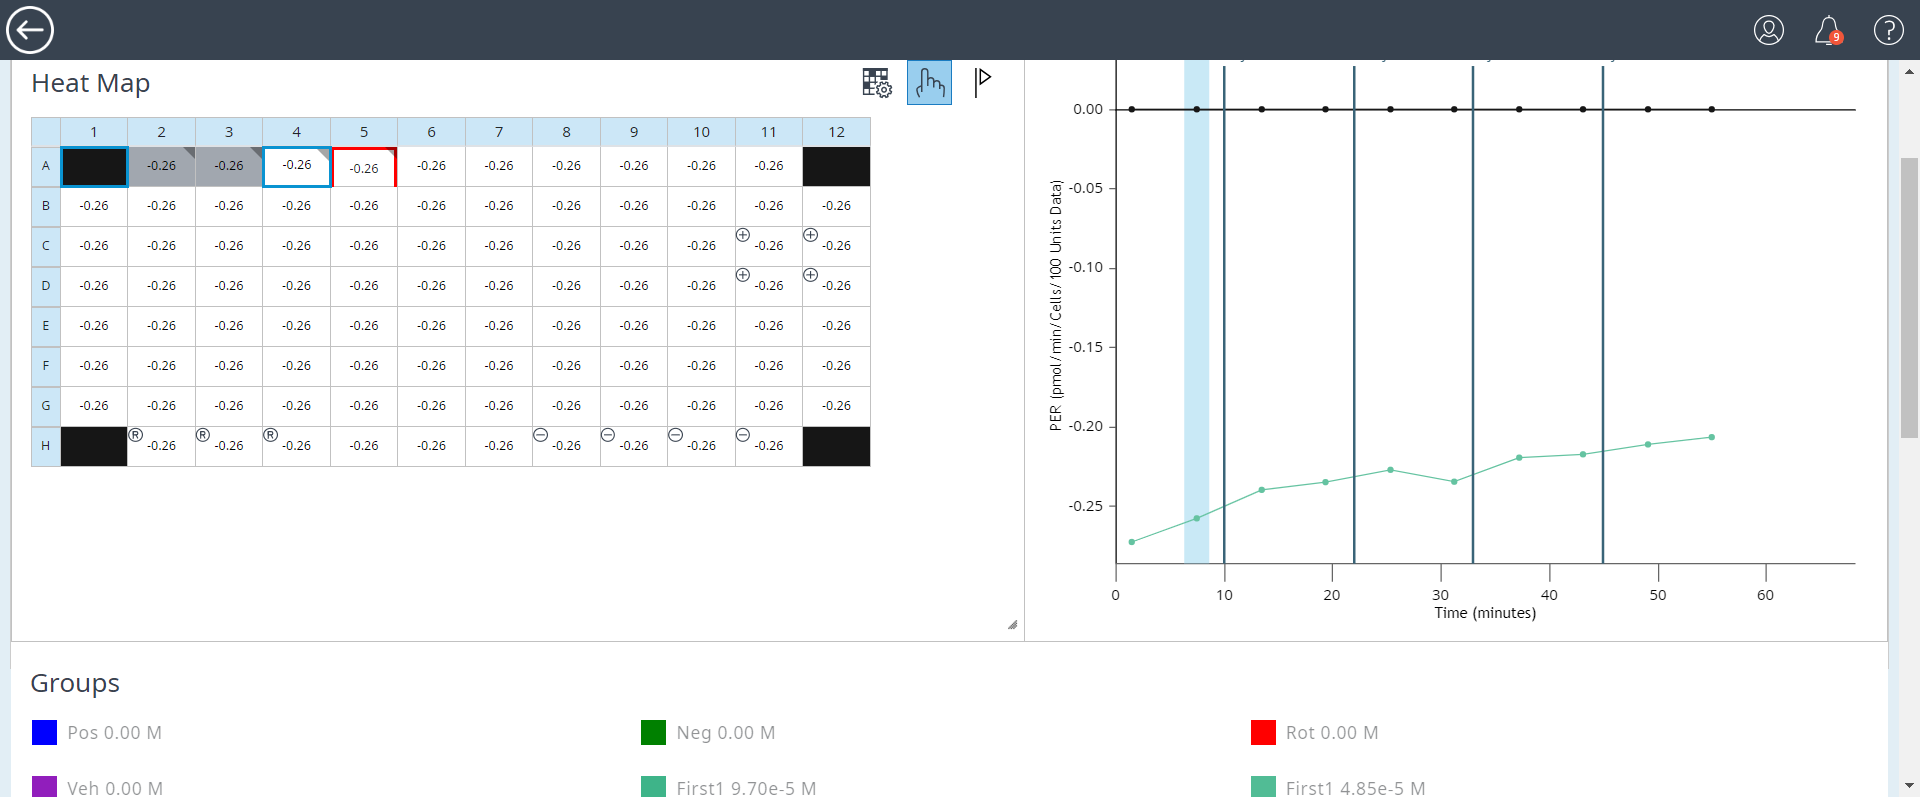 9 ?
Heat Map
1 2 3 4 5 6 7 8 9 10 11 12
A -0.26 -0.26 -0.26 -0.26 -0.26 -0.26 -0.26 -0.26 -0.26 -0.26
B -0.26 -0.26 -0.26 -0.26 -0.26 -0.26 -0.26 -0.26 -0.26 -0.26 -0.26 -0.26
C -0.26 -0.26 -0.26 -0.26 -0.26 -0.26 -0.26 -0.26 -0.26 -0.26 -0.26 -0.26
D -0.26 -0.26 -0.26 -0.26 -0.26 -0.26 -0.26 -0.26 -0.26 -0.26 -0.26 -0.26
E -0.26 -0.26 -0.26 -0.26 -0.26 -0.26 -0.26 -0.26 -0.26 -0.26 -0.26 -0.26
F -0.26 -0.26 -0.26 -0.26 -0.26 -0.26 -0.26 -0.26 -0.26 -0.26 -0.26 -0.26
G -0.26 -0.26 -0.26 -0.26 -0.26 -0.26 -0.26 -0.26 -0.26 -0.26 -0.26 -0.26
H R -0.26 R -0.26 R -0.26 -0.26 -0.26 -0.26 -0.26 -0.26 -0.26 -0.26
PER (pmol/min/Cells/100 Units Data)
0.00
-0.05
-0.10
-0.15
-0.20
-0.25
0 10 20 30 40 50 60
Time (minutes)
Groups
Pos 0.00 M
Neg 0.00 M
Rot 0.00 M
Veh 0.00 M
First1 9.70e-5 M
First1 4.85e-5 M